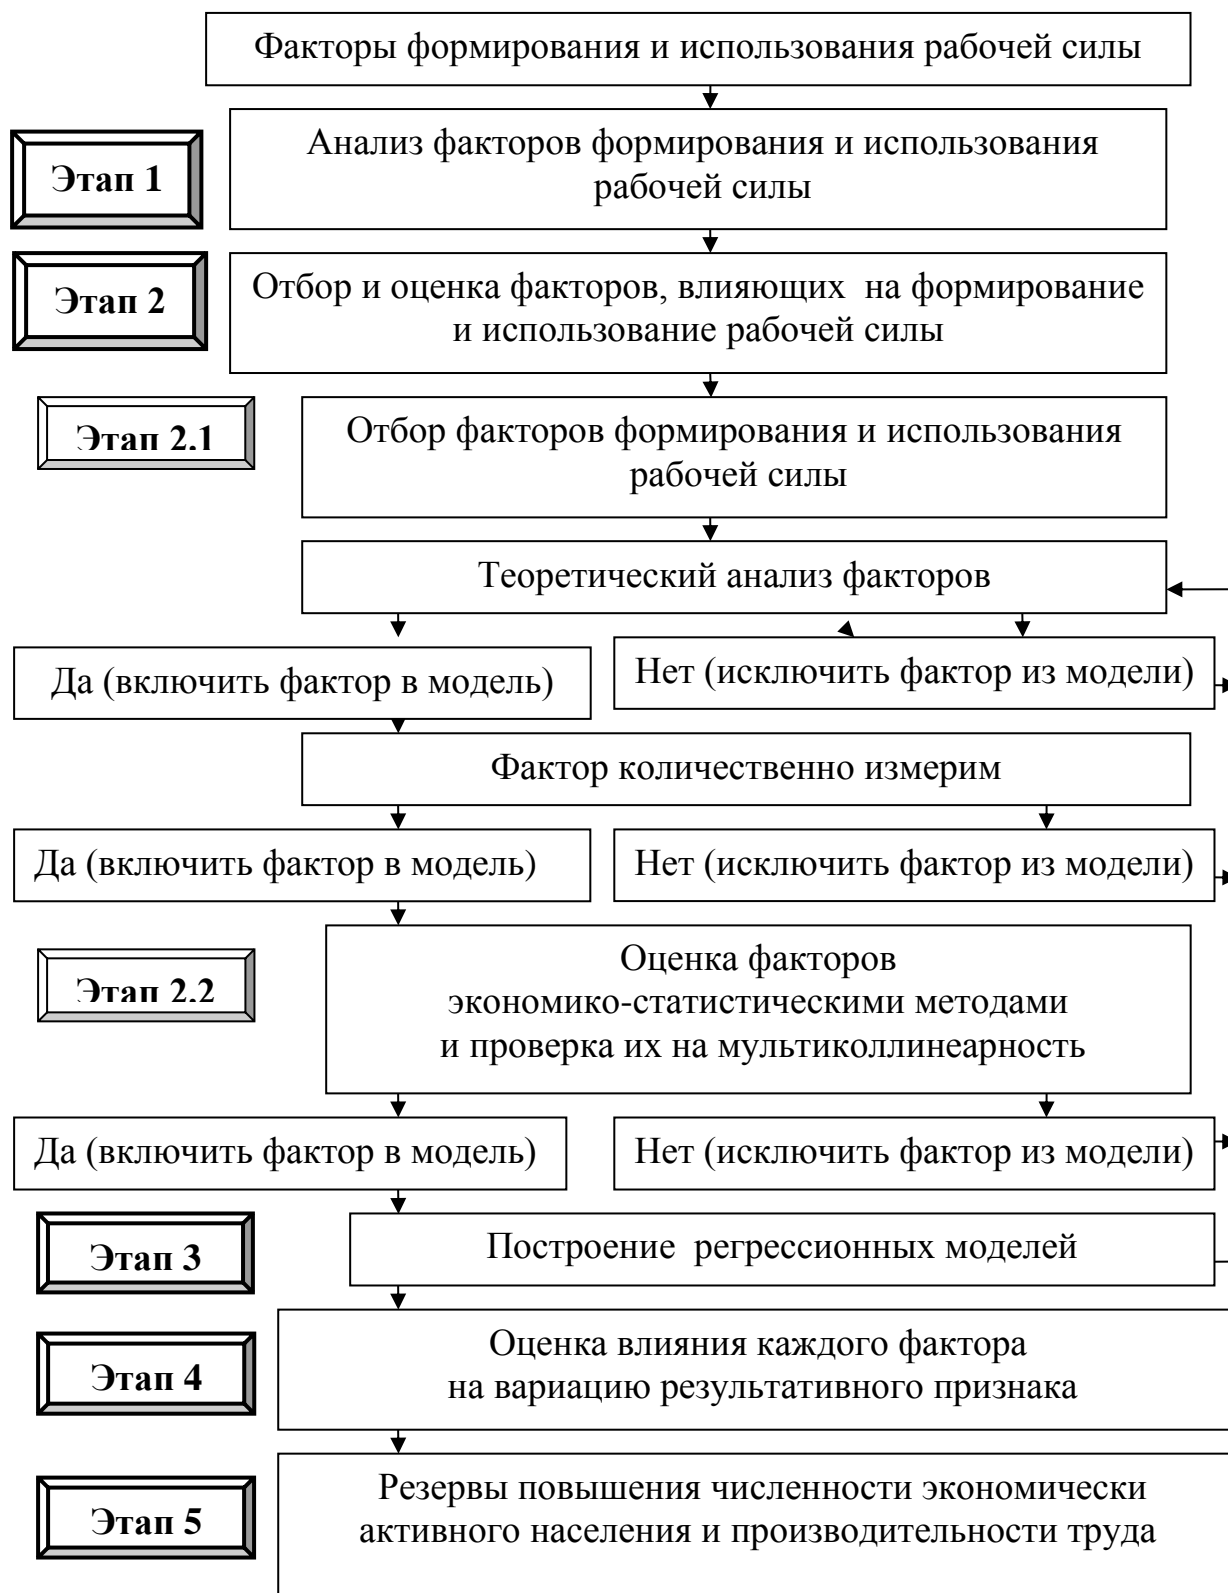 Факторы формирования и использования рабочей силы
Этап 1
Анализ факторов формирования и использования
рабочей силы
Этап 2
Отбор и оценка факторов, влияющих на формирование
и использование рабочей силы
Этап 2.1
Отбор факторов формирования и использования
рабочей силы
Теоретический анализ факторов
Да (включить фактор в модель)
Нет (исключить фактор из модели)
Фактор количественно измерим
Да (включить фактор в модель)
Нет (исключить фактор из модели)
Этап 2.2
Оценка факторов
экономико-статистическими методами
и проверка их на мультиколлинеарность
Да (включить фактор в модель)
Нет (исключить фактор из модели)
Этап 3
Построение регрессионных моделей
Этап 4
Оценка влияния каждого фактора
на вариацию результативного признака
Этап 5
Резервы повышения численности экономически
активного населения и производительности труда